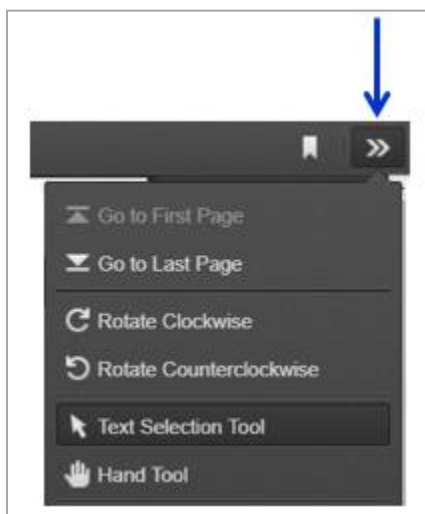 Go to First Page
Go to Last Page
Rotate Clockwise
Rotate Counterclockwise
Text Selection Tool
Hand Tool